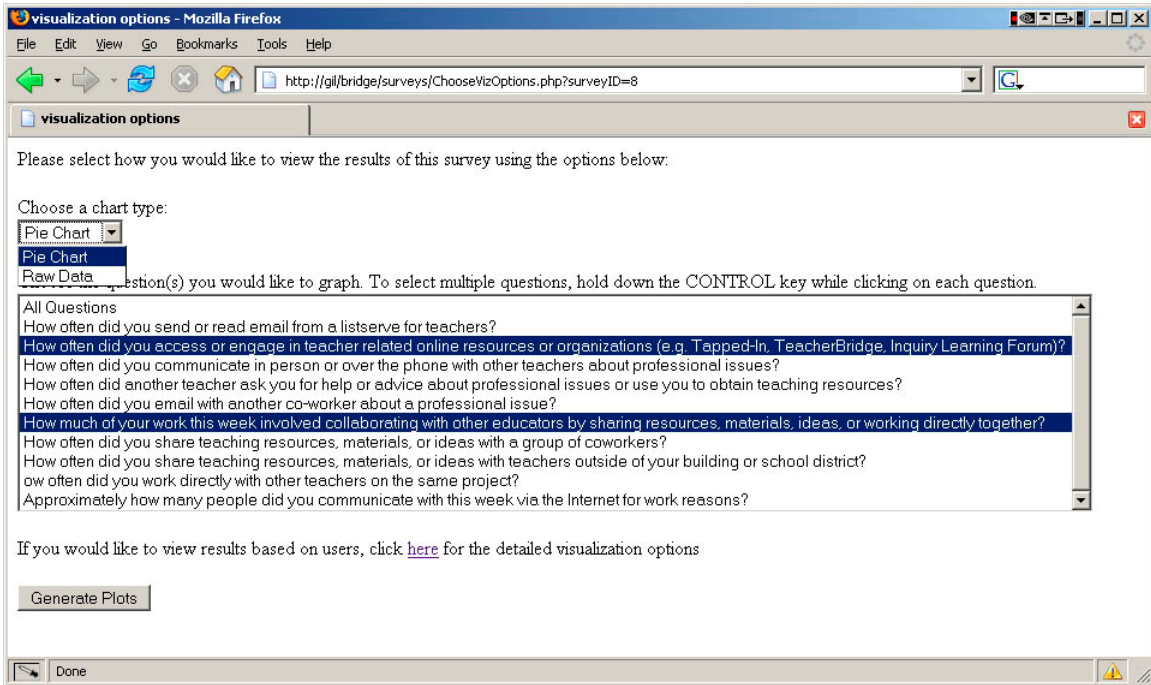 visualization options - Mozilla Firefox
File Edit View Go Bookmarks Tools Help
http://gil/bridge/surveys/ChooseVizOptions.php?surveyID=8
G
visualization options
Please select how you would like to view the results of this survey using the options below:
Choose a chart type:
Pie Chart
Pie Chart
Raw Data
question(s) you would like to graph. To select multiple questions, hold down the CONTROL key while clicking on each question.
All Questions
How often did you send or read email from a listserve for teachers?
How often did you access or engage in teacher related online resources or organizations (e.g. Tapped-In, TeacherBridge, Inquiry Learning Forum)?
How often did you communicate in person or over the phone with other teachers about professional issues?
How often did another teacher ask you for help or advice about professional issues or use you to obtain teaching resources?
How often did you email with another co-worker about a professional issue?
How much of your work this week involved collaborating with other educators by sharing resources, materials, ideas, or working directly together?
How often did you share teaching resources, materials, or ideas with a group of coworkers?
How often did you share teaching resources, materials, or ideas with teachers outside of your building or school district?
ow often did you work directly with other teachers on the same project?
Approximately how many people did you communicate with this week via the Internet for work reasons?
If you would like to view results based on users, click here for the detailed visualization options
Generate Plots
Done